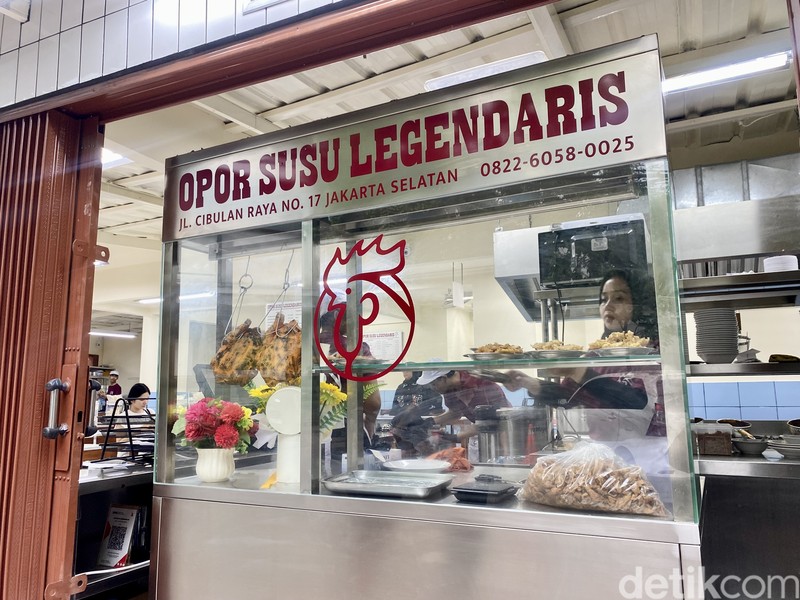 OPOR SUSU LEGENDARIS
JL. CIBULAN RAYA NO. 17 JAKARTA SELATAN 0822-6058-0025
detikcom